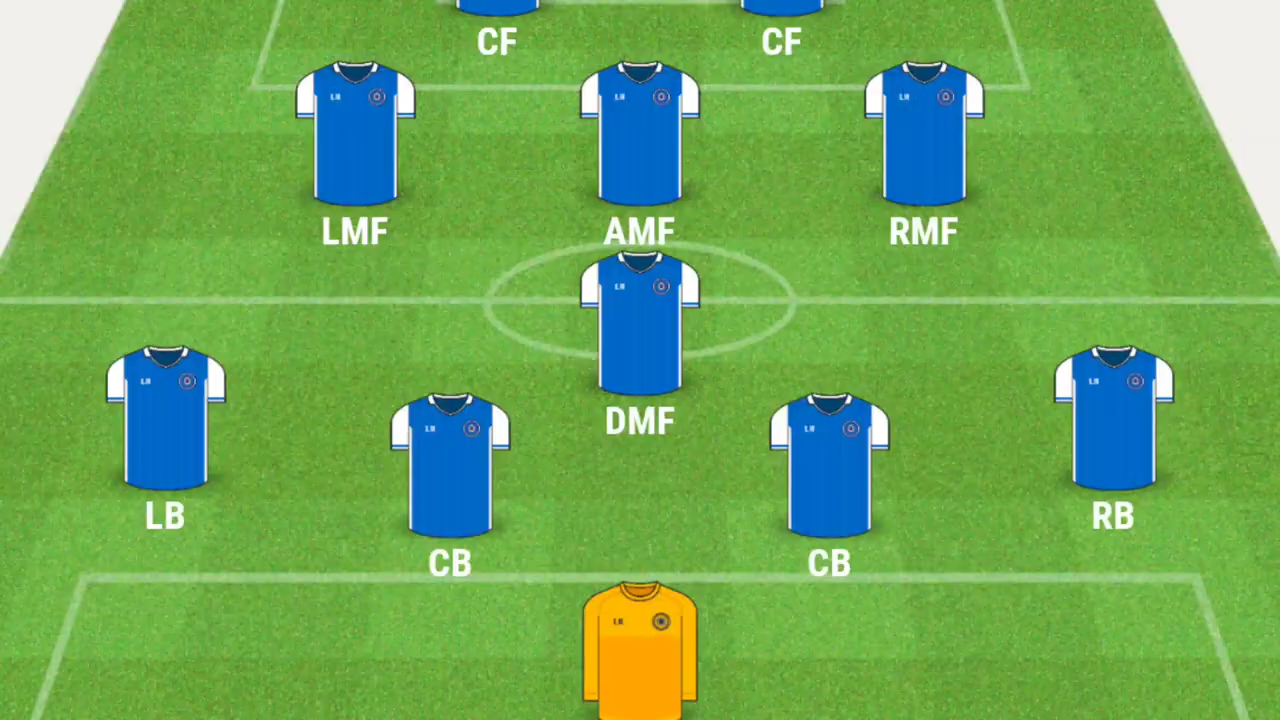 CF CF
LMF AMF RMF
DMF
LB RB
CB CB